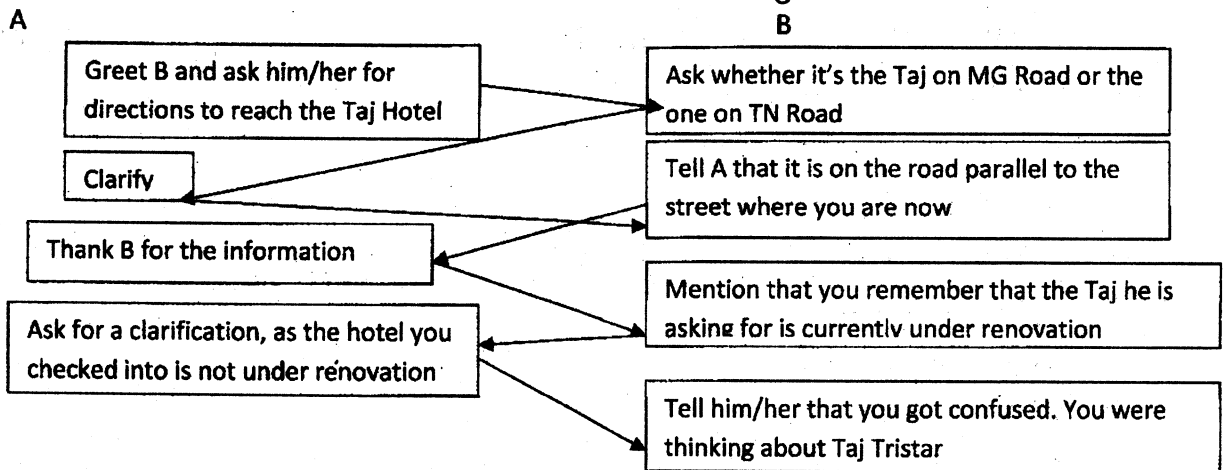 A
B
Greet B and ask him/her for
directions to reach the Taj Hotel
Ask whether it's the Taj on MG Road or the
one on TN Road
Clarify
Tell A that it is on the road parallel to the
street where you are now
Thank B for the information
Mention that you remember that the Taj he is
asking for is currently under renovation
Ask for a clarification, as the hotel you
checked into is not under renovation
Tell him/her that you got confused. You were
thinking about Taj Tristar